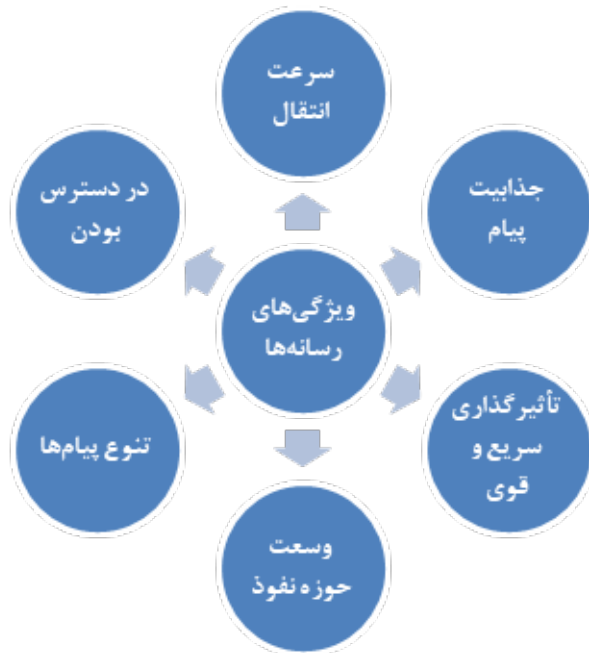 سرعت
انتقال
جذابیت
پیام
در دسترس
بودن
ویژگی‌های
رسانه‌ها
تأثیرگذاری
سریع و
قوی
تنوع پیام‌ها
وسعت
حوزه نفوذ